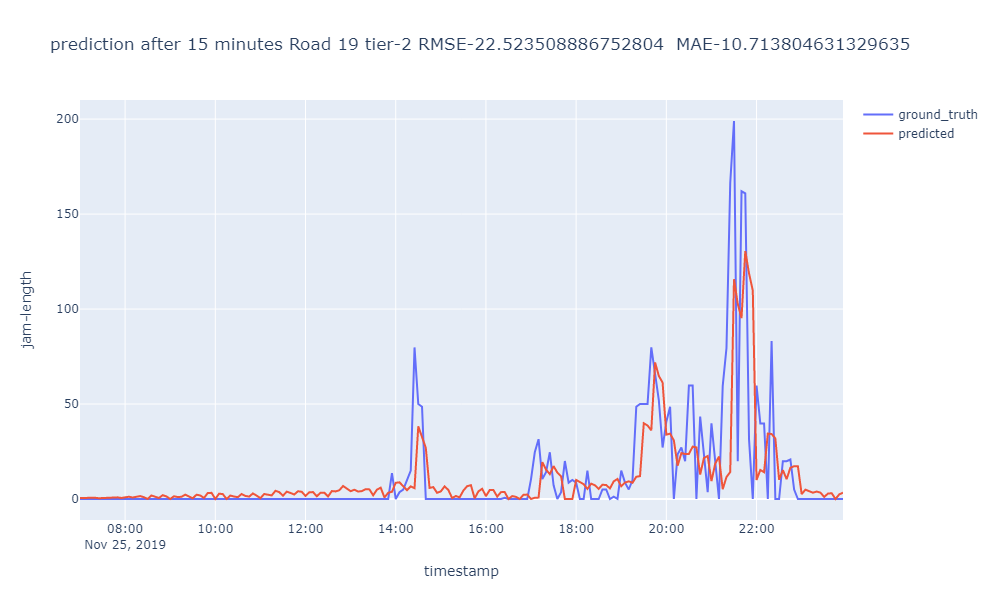 prediction after 15 minutes Road 19 tier-2 RMSE-22.523508886752804  MAE-10.713804631329635
ground_truth
predicted
200
150
100
50
0
jam-length
08:00 10:00 12:00 14:00 16:00 18:00 20:00 22:00
Nov 25, 2019
timestamp